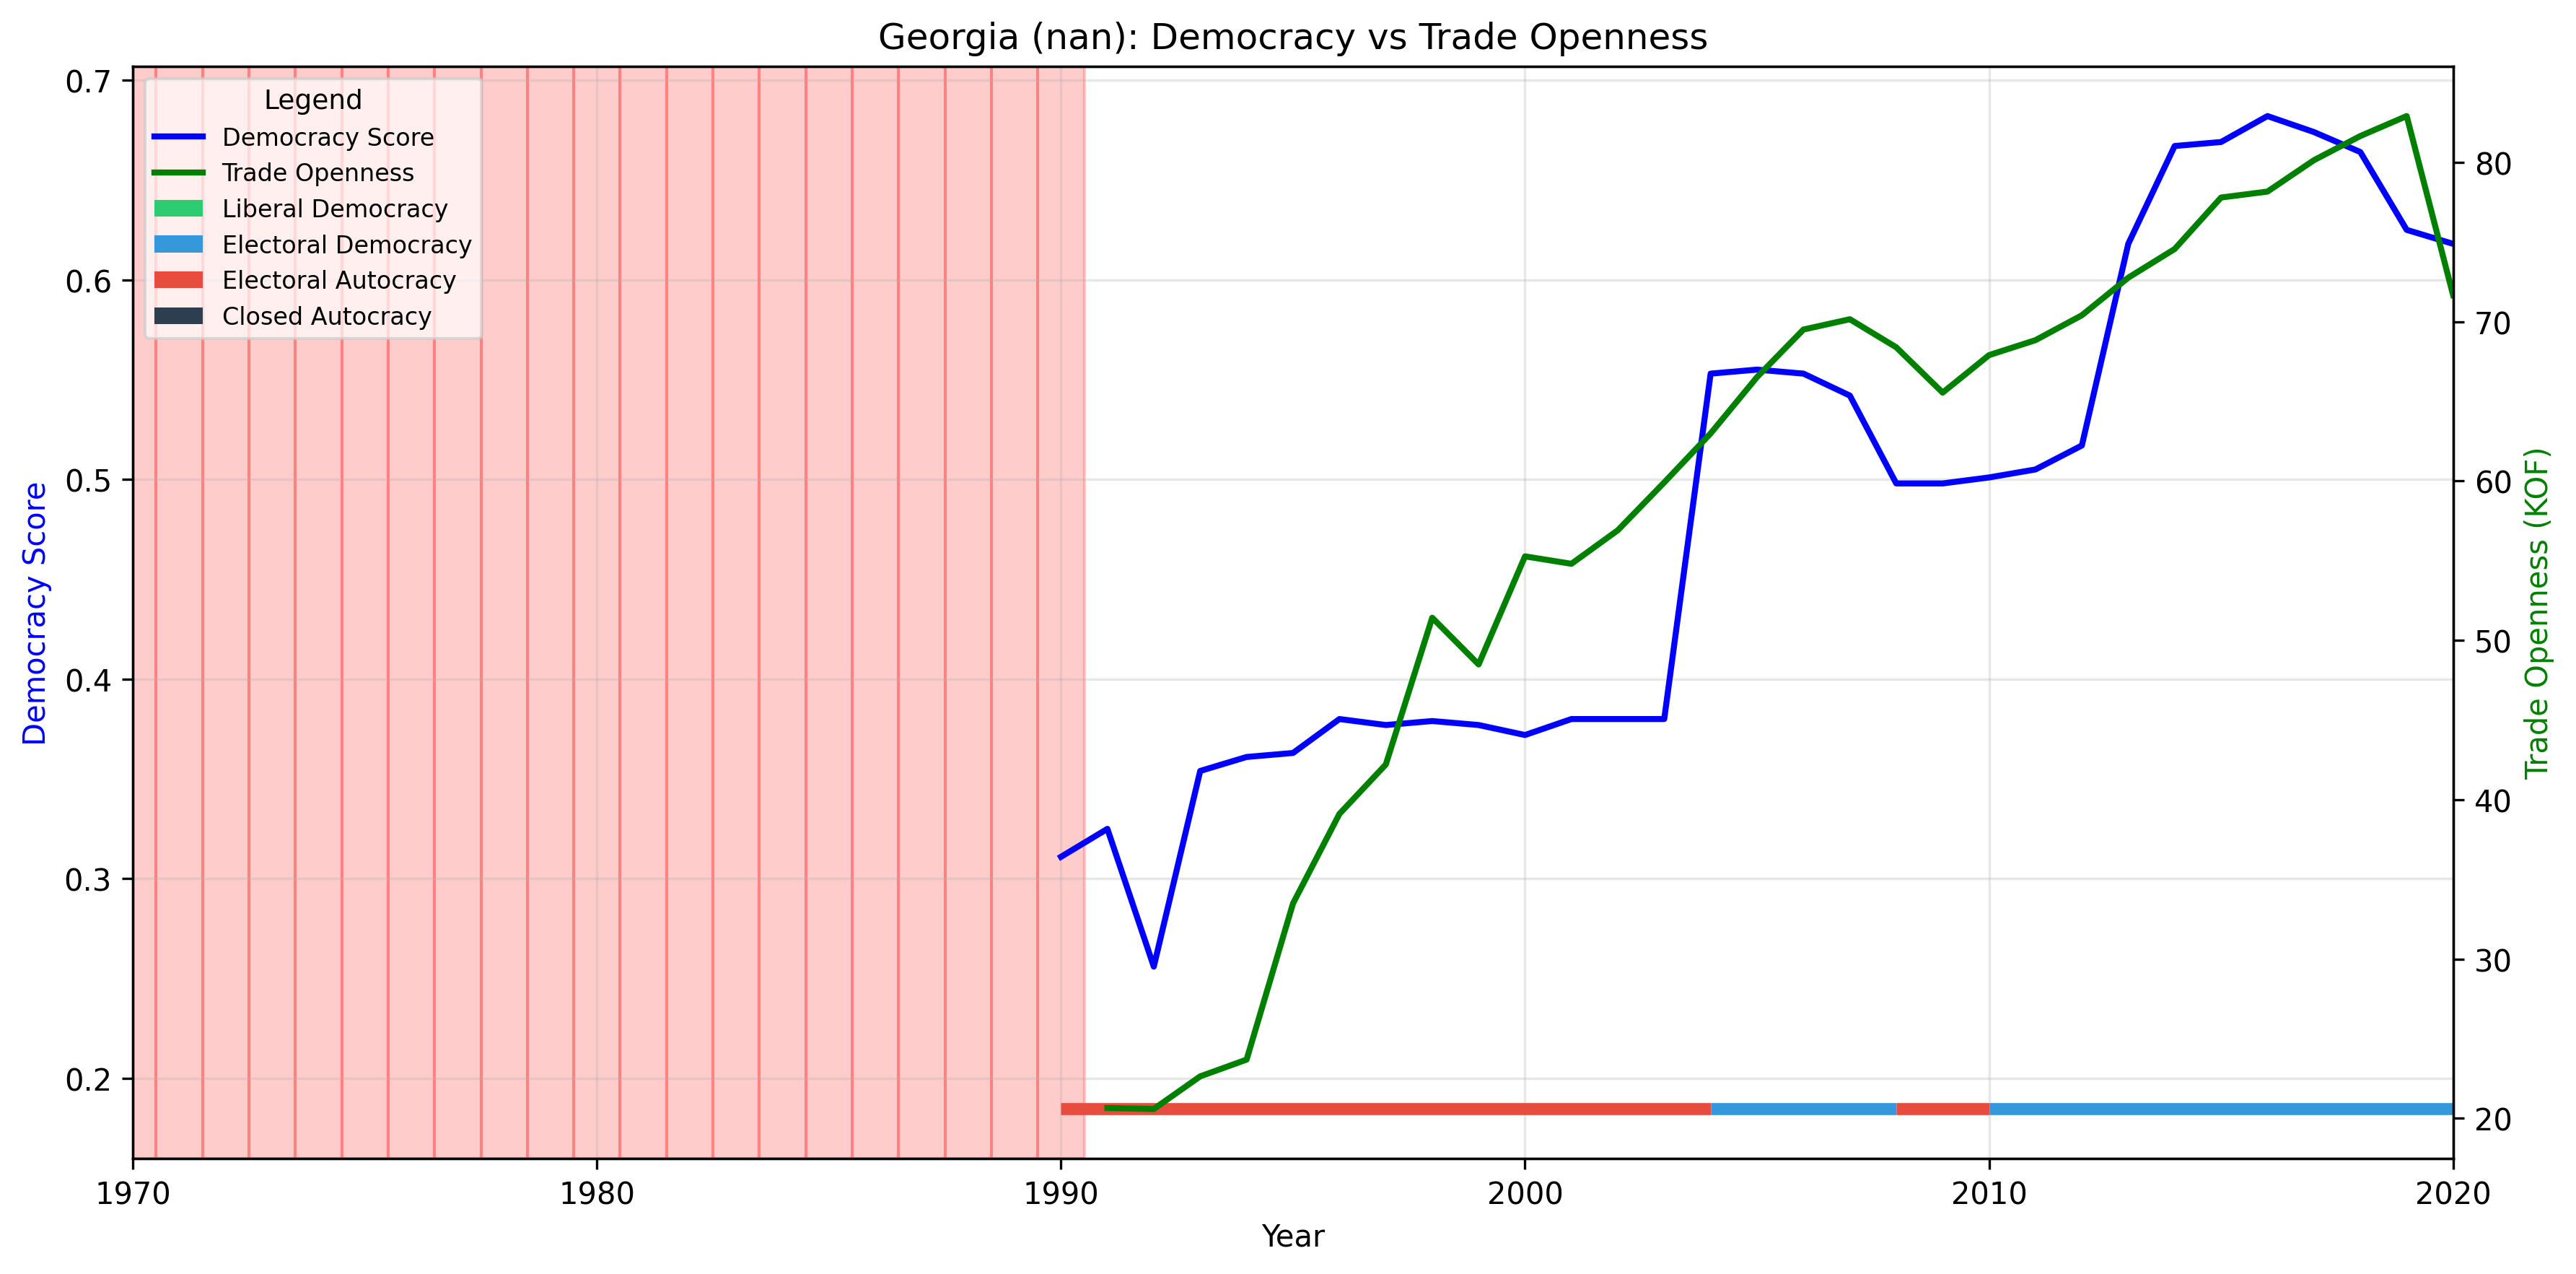 Georgia (nan): Democracy vs Trade Openness
Legend
Democracy Score
Trade Openness
Liberal Democracy
Electoral Democracy
Electoral Autocracy
Closed Autocracy
0.7
0.6
0.5
0.4
0.3
0.2
Democracy Score
80
70
60
50
40
30
20
Trade Openness (KOF)
1970
1980
1990
2000
2010
2020
Year